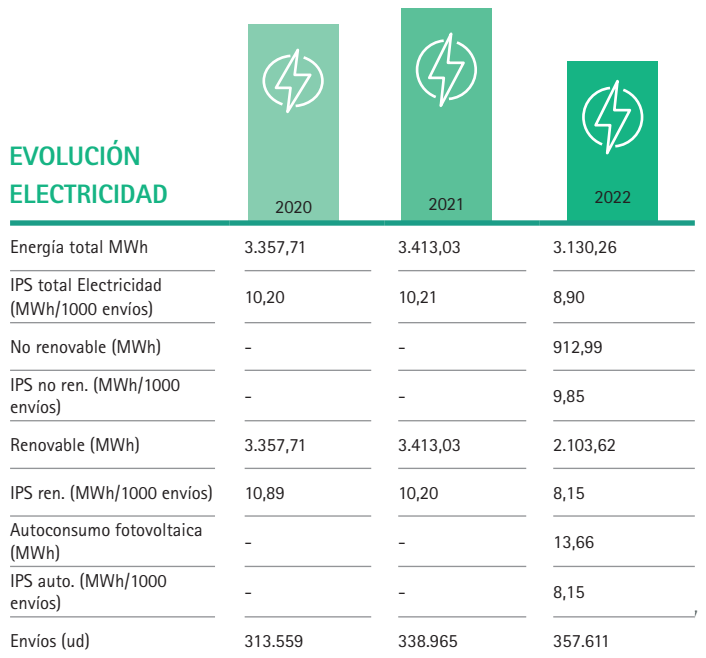 EVOLUCIÓN
ELECTRICIDAD
2020 2021 2022
Energía total MWh 3.357,71 3.413,03 3.130,26
IPS total Electricidad
(MWh/1000 envíos) 10,20 10,21 8,90
No renovable (MWh) - - 912,99
IPS no ren. (MWh/1000
envíos) - - 9,85
Renovable (MWh) 3.357,71 3.413,03 2.103,62
IPS ren. (MWh/1000 envíos) 10,89 10,20 8,15
Autoconsumo fotovoltaica
(MWh) - - 13,66
IPS auto. (MWh/1000
envíos) - - 8,15
Envíos (ud) 313.559 338.965 357.611